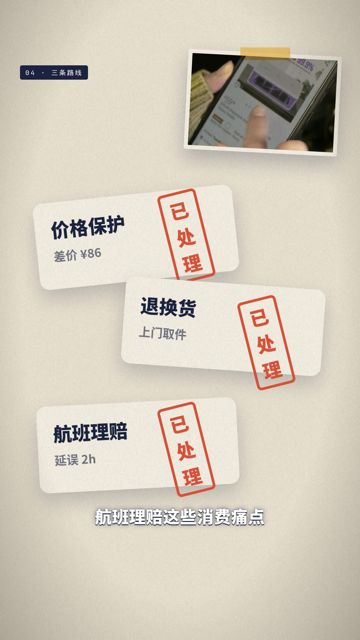 04 · 三条路线
价格保护
差价 ¥86
已处理
退换货
上门取件
已处理
航班理赔
延误 2h
已处理
航班理赔这些消费痛点